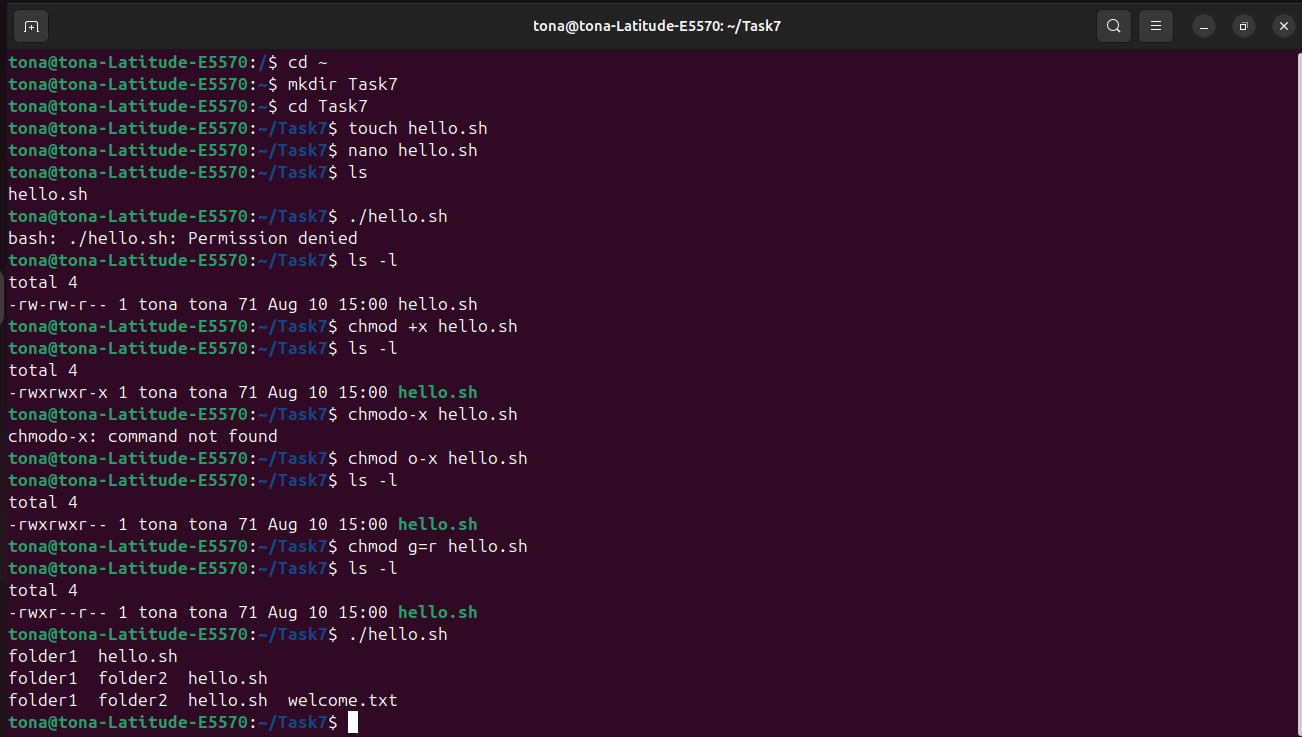 tona@tona-Latitude-E5570: ~/Task7
tona@tona-Latitude-E5570:/$ cd ~
tona@tona-Latitude-E5570:~$ mkdir Task7
tona@tona-Latitude-E5570:~$ cd Task7
tona@tona-Latitude-E5570:~/Task7$ touch hello.sh
tona@tona-Latitude-E5570:~/Task7$ nano hello.sh
tona@tona-Latitude-E5570:~/Task7$ ls
hello.sh
tona@tona-Latitude-E5570:~/Task7$ ./hello.sh
bash: ./hello.sh: Permission denied
tona@tona-Latitude-E5570:~/Task7$ ls -l
total 4
-rw-rw-r-- 1 tona tona 71 Aug 10 15:00 hello.sh
tona@tona-Latitude-E5570:~/Task7$ chmod +x hello.sh
tona@tona-Latitude-E5570:~/Task7$ ls -l
total 4
-rwxrwxr-x 1 tona tona 71 Aug 10 15:00 hello.sh
tona@tona-Latitude-E5570:~/Task7$ chmodo-x hello.sh
chmodo-x: command not found
tona@tona-Latitude-E5570:~/Task7$ chmod o-x hello.sh
tona@tona-Latitude-E5570:~/Task7$ ls -l
total 4
-rwxrwxr-- 1 tona tona 71 Aug 10 15:00 hello.sh
tona@tona-Latitude-E5570:~/Task7$ chmod g=r hello.sh
tona@tona-Latitude-E5570:~/Task7$ ls -l
total 4
-rwxr--r-- 1 tona tona 71 Aug 10 15:00 hello.sh
tona@tona-Latitude-E5570:~/Task7$ ./hello.sh
folder1  hello.sh
folder1  folder2  hello.sh
folder1  folder2  hello.sh  welcome.txt
tona@tona-Latitude-E5570:~/Task7$